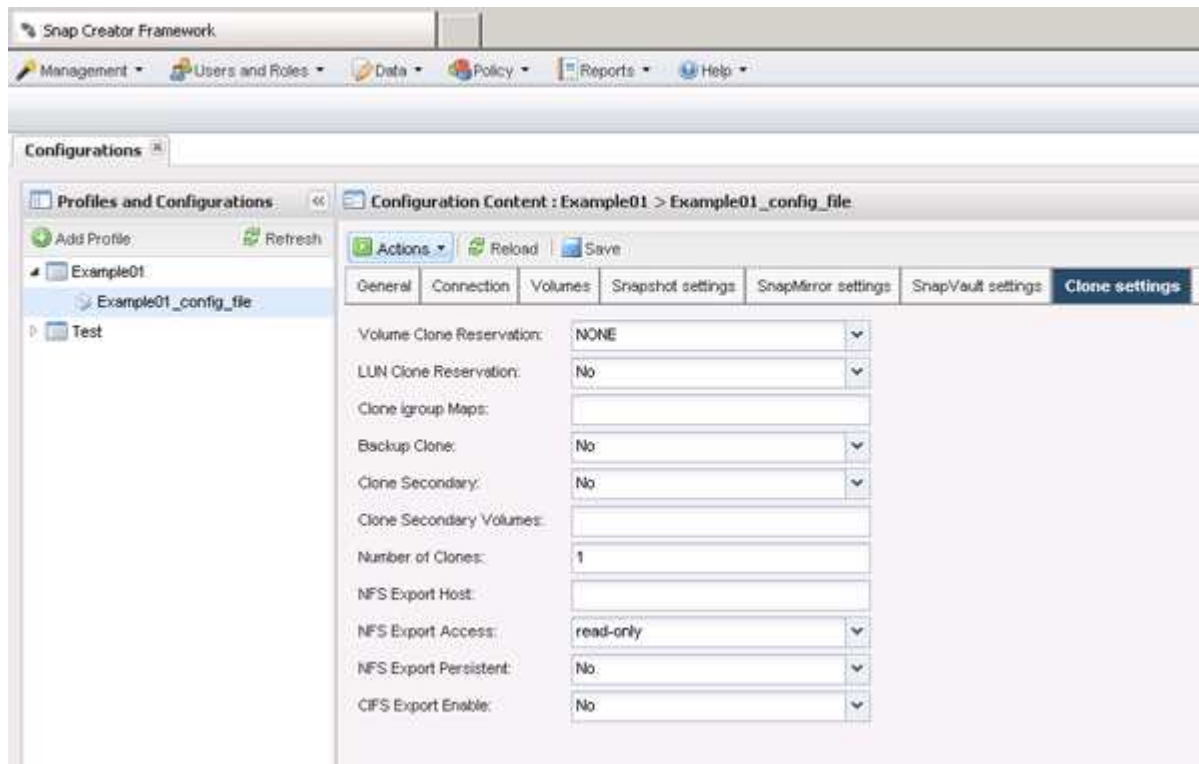 Snap Creator Framework
Management Users and Roles Data Policy Reports Help
Configurations
Profiles and Configurations
Configuration Content : Example01 > Example01_config_file
Add Profile Refresh
Actions Reload Save
Example01
Example01_config_file
Test
General Connection Volumes Snapshot settings SnapMirror settings SnapVault settings Clone settings
Volume Clone Reservation: NONE
LUN Clone Reservation: No
Clone igroup Maps:
Backup Clone: No
Clone Secondary: No
Clone Secondary Volumes:
Number of Clones: 1
NFS Export Host:
NFS Export Access: read-only
NFS Export Persistent: No
CIFS Export Enable: No